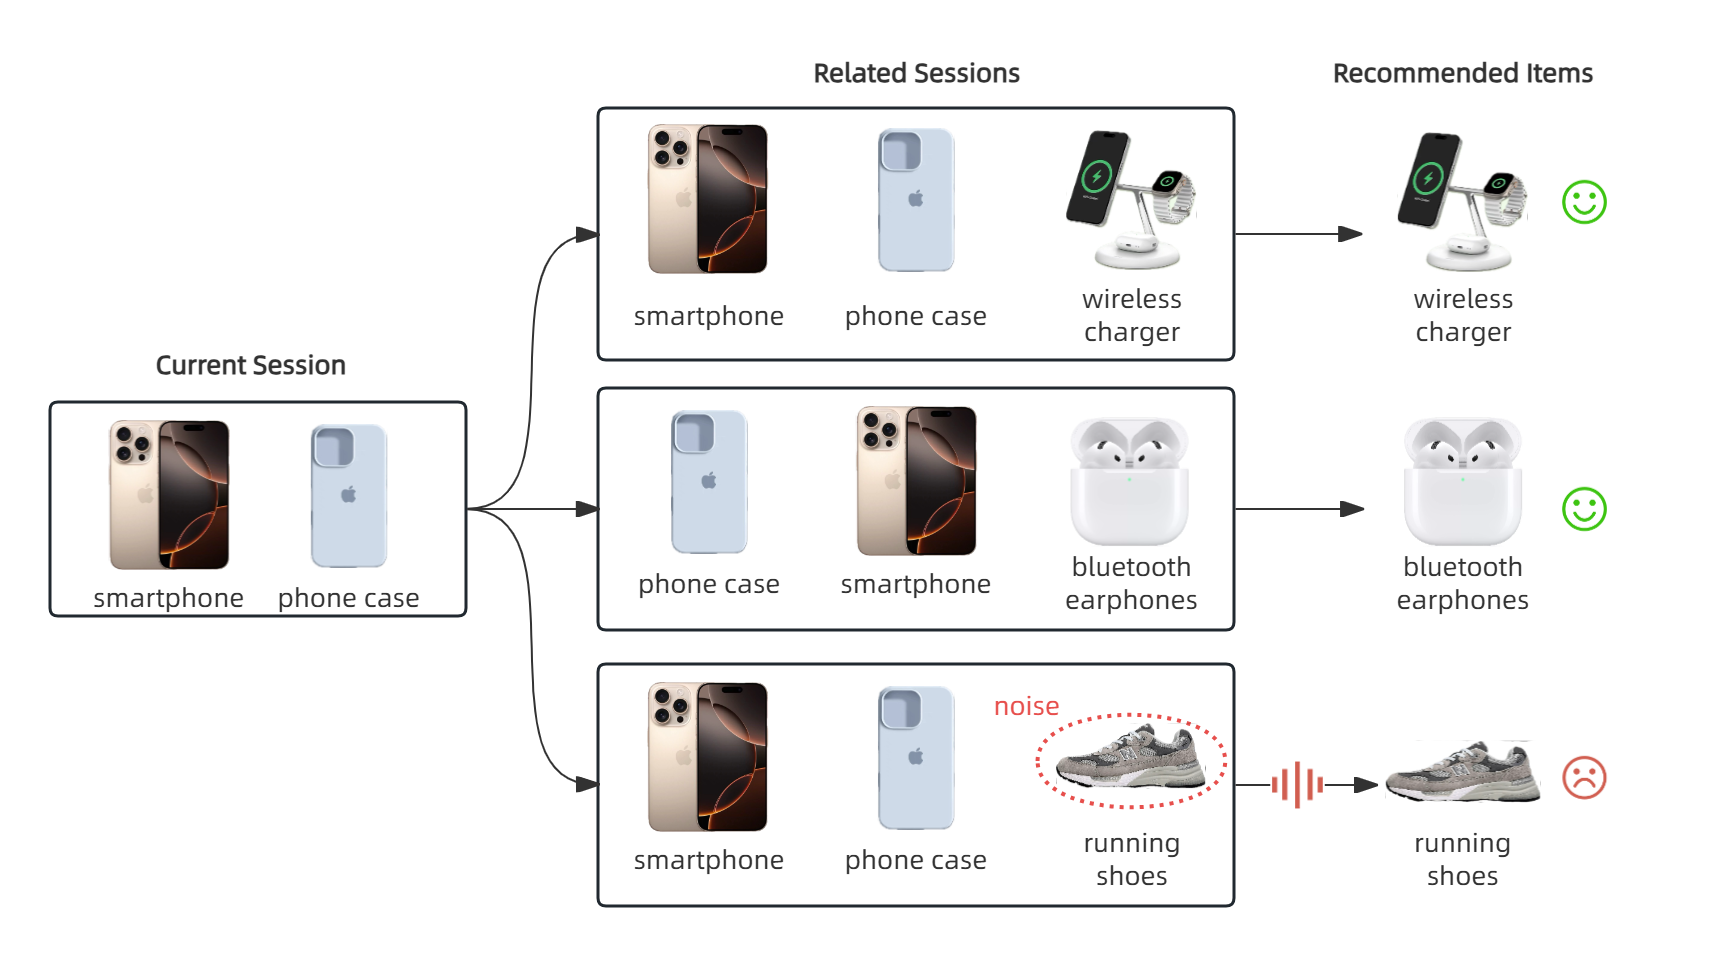 Related Sessions
Recommended Items
smartphone
phone case
wireless
charger
wireless
charger
Current Session
smartphone
phone case
phone case
smartphone
bluetooth
earphones
bluetooth
earphones
noise
smartphone
phone case
running
shoes
running
shoes